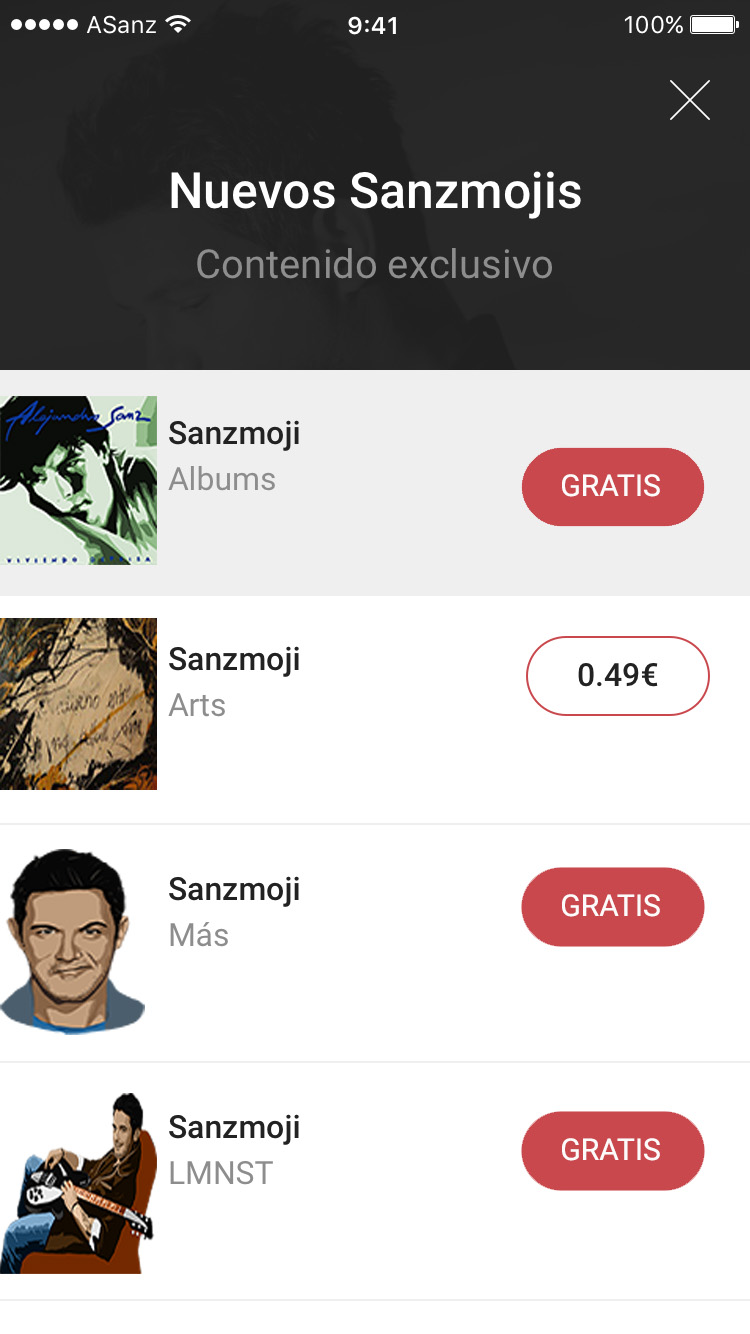 ASanz 9:41 100%
Nuevos Sanzmojis
Contenido exclusivo
Alejandro Sanz
VIVIENDO
Sanzmoji
Albums
GRATIS
Sanzmoji
Arts
0.49€
Sanzmoji
Más
GRATIS
Sanzmoji
LMNST
GRATIS